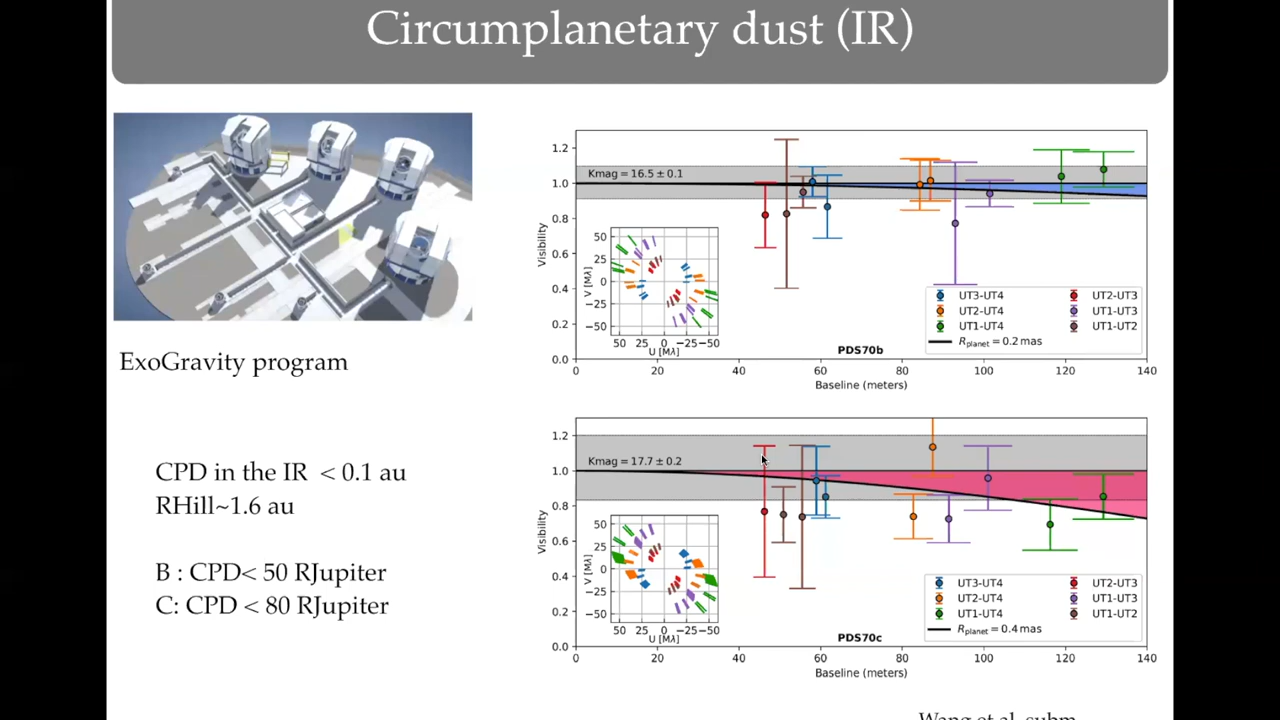 Circumplanetary dust (IR)
ExoGravity program
CPD in the IR < 0.1 au
RHill~1.6 au
B : CPD< 50 RJupiter
C: CPD < 80 RJupiter
1.2
1.0
0.8
0.6
0.4
0.2
0.0
Visibility
Kmag = 16.5 ± 0.1
50
25
0
−25
−50
V [Mλ]
50 25 0 −25 −50
U [Mλ]
UT3-UT4 UT2-UT3
UT2-UT4 UT1-UT3
UT1-UT4 UT1-UT2
Rplanet = 0.2 mas
PDS70b
0 20 40 60 80 100 120 140
Baseline (meters)
1.2
1.0
0.8
0.6
0.4
0.2
0.0
Visibility
Kmag = 17.7 ± 0.2
50
25
0
−25
−50
V [Mλ]
50 25 0 −25 −50
U [Mλ]
UT3-UT4 UT2-UT3
UT2-UT4 UT1-UT3
UT1-UT4 UT1-UT2
Rplanet = 0.4 mas
PDS70c
0 20 40 60 80 100 120 140
Baseline (meters)
Wang et al. subm